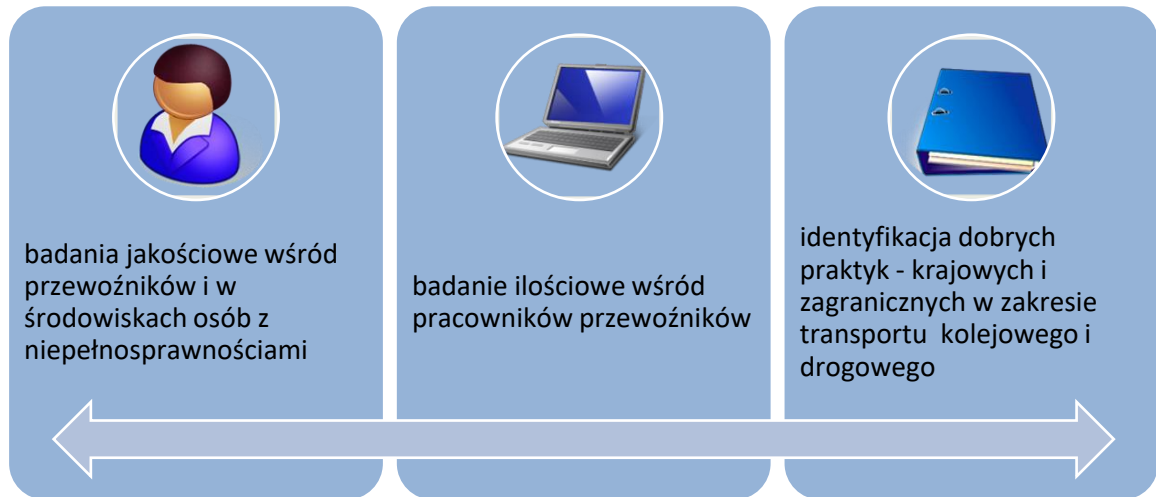 badania jakościowe wśród
przewoźników i w
środowiskach osób z
niepełnosprawnościami
badanie ilościowe wśród
pracowników przewoźników
identyfikacja dobrych
praktyk - krajowych i
zagranicznych w zakresie
transportu  kolejowego i
drogowego